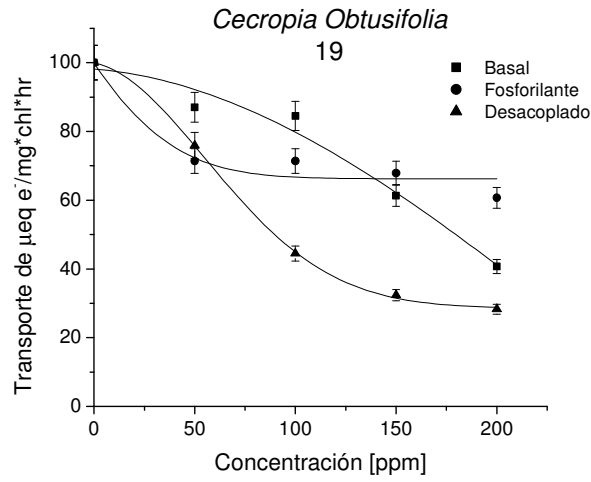 Cecropia Obtusifolia
19
Basal
Fosforilante
Desacoplado
Transporte de μeq e⁻/mg*chl*hr
100
80
60
40
20
0
0 50 100 150 200
Concentración [ppm]